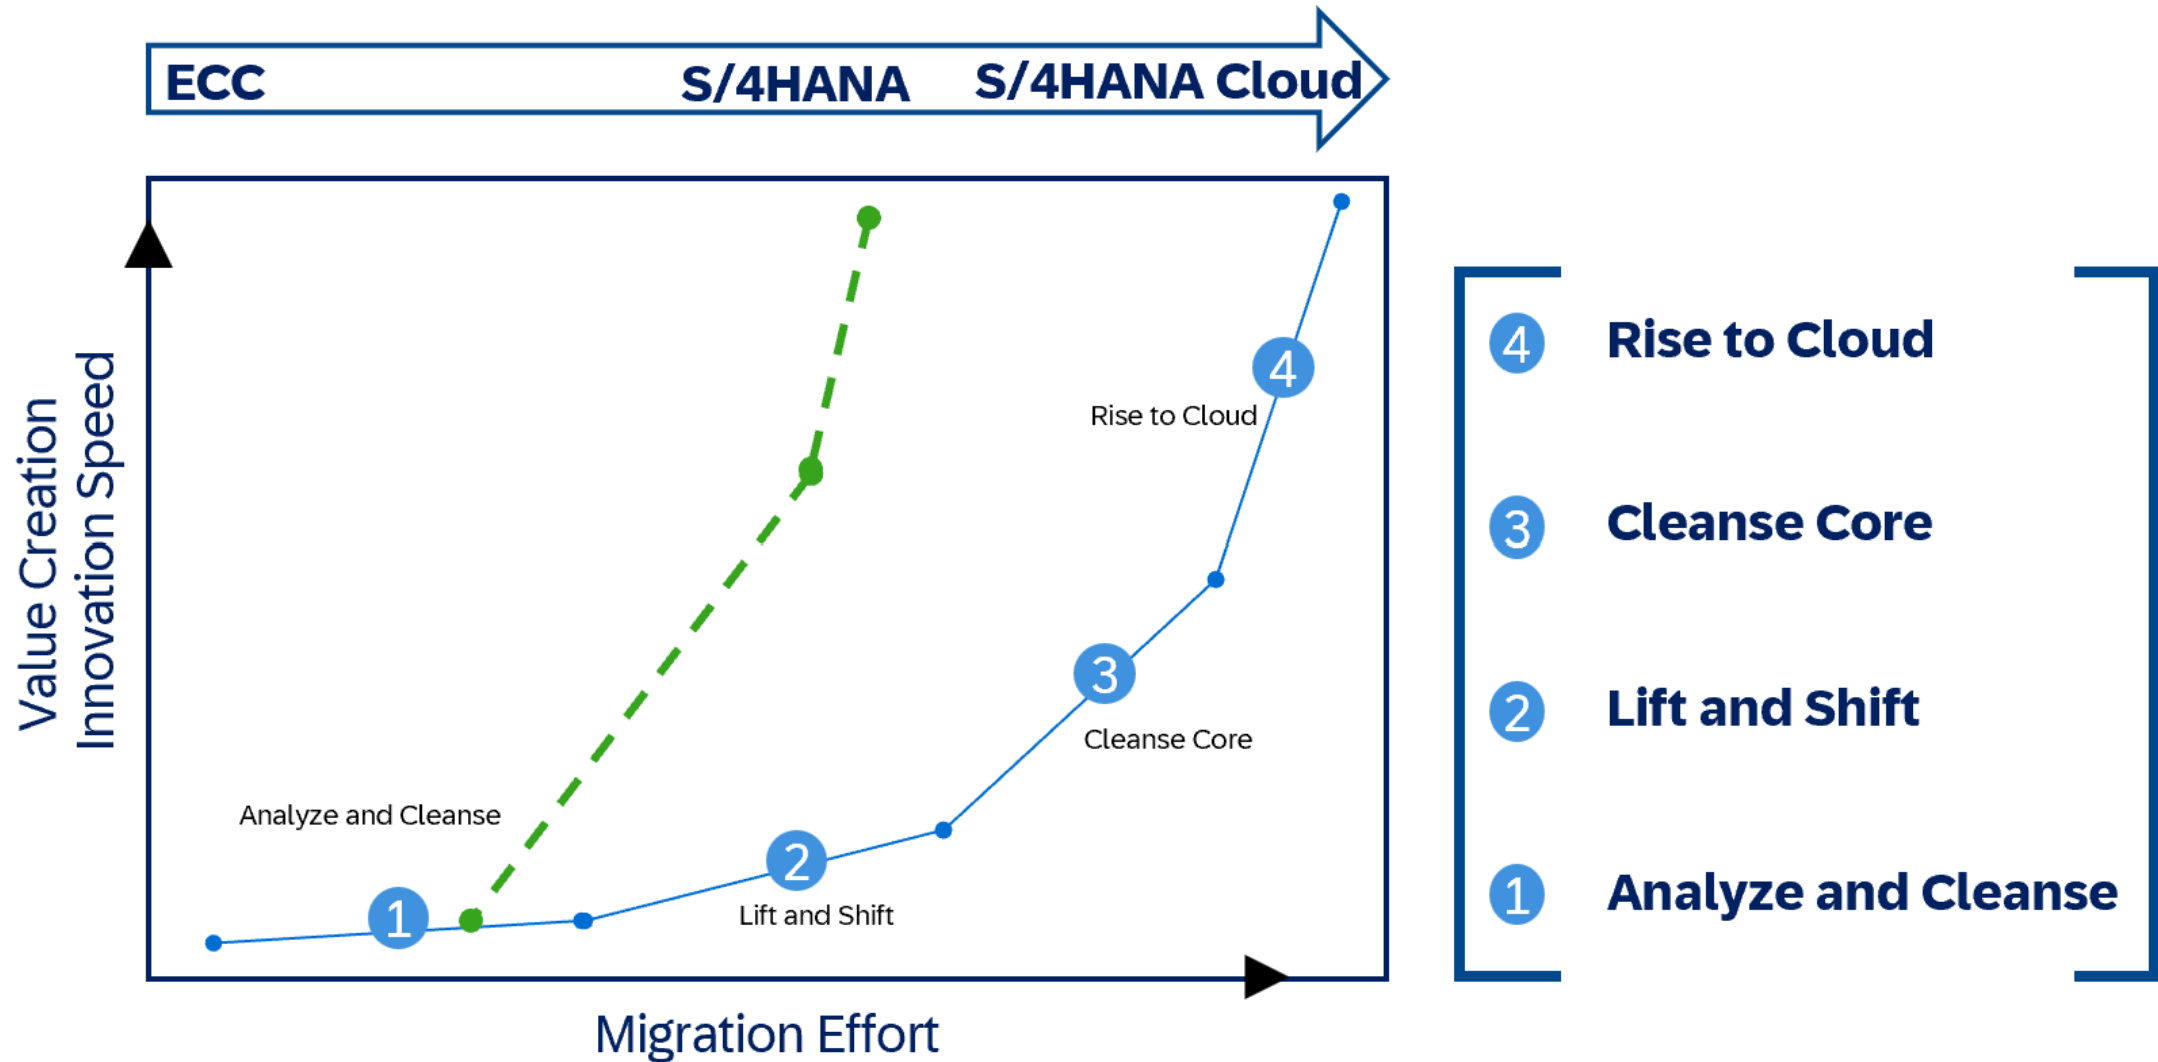 ECC
S/4HANA
S/4HANA Cloud
Value Creation
Innovation Speed
4
Rise to Cloud
3
Cleanse Core
Analyze and Cleanse
2
Lift and Shift
1
Migration Effort
4 Rise to Cloud
3 Cleanse Core
2 Lift and Shift
1 Analyze and Cleanse